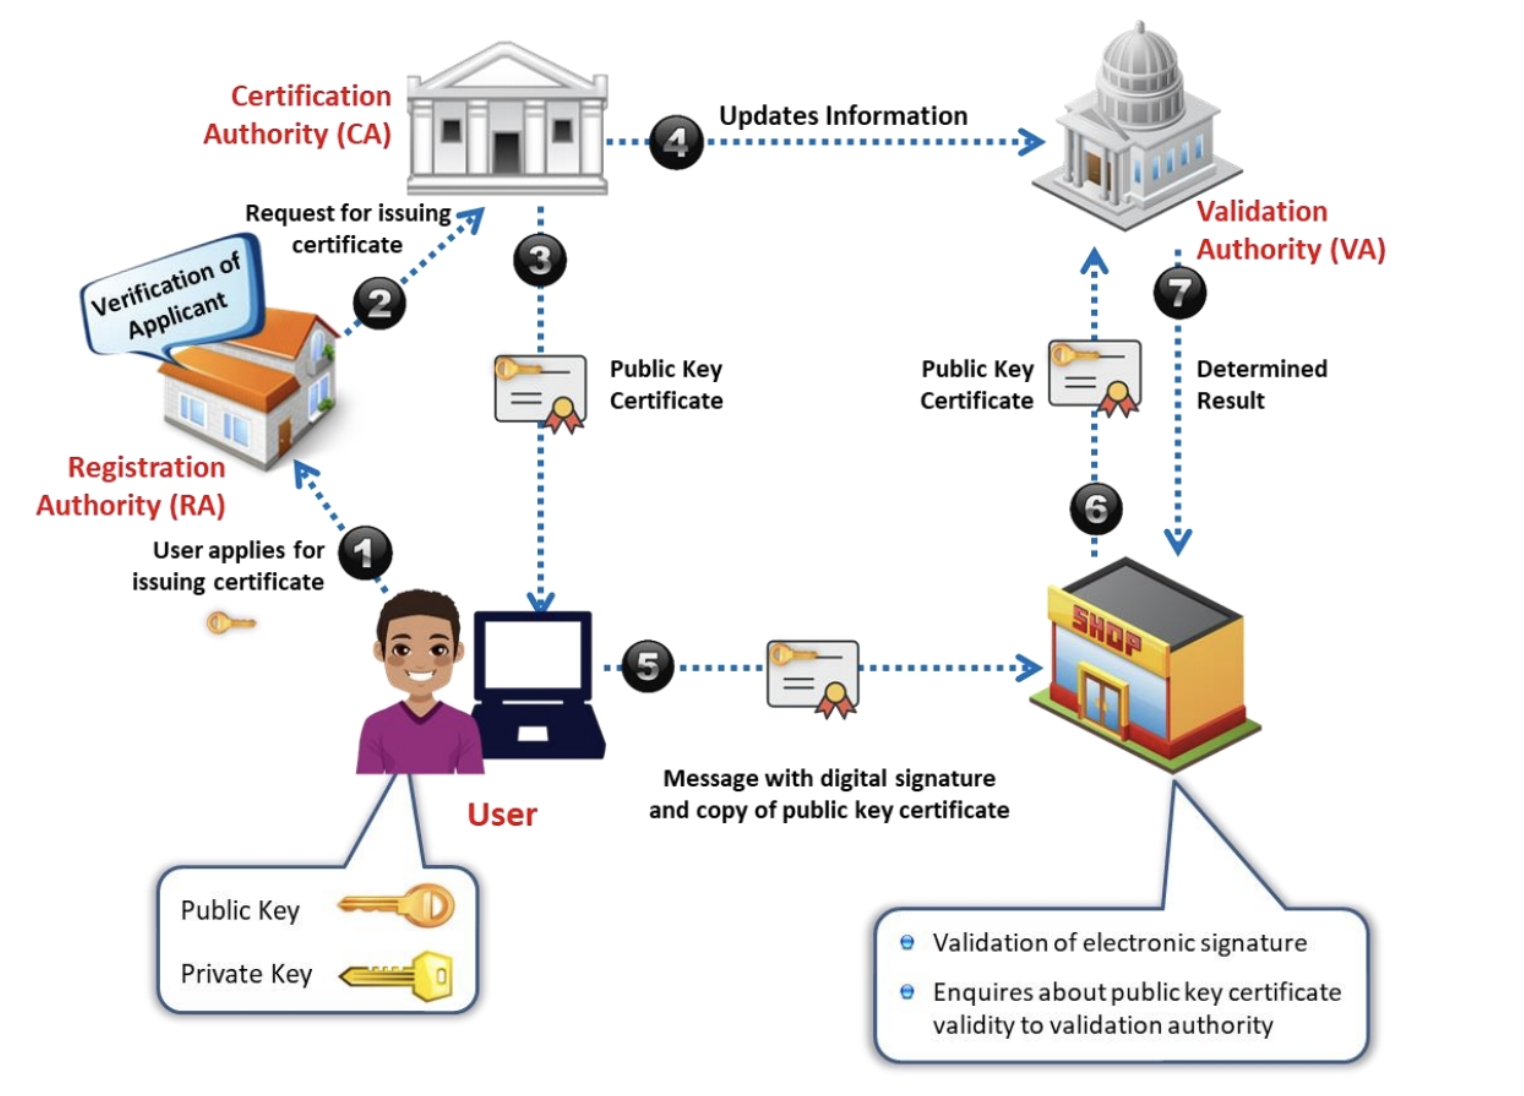 Certification
Authority (CA)
4
Updates Information
Validation
Authority (VA)
Request for issuing
certificate
2
3
7
Verification of
Applicant
Public Key
Certificate
Public Key
Certificate
Determined
Result
Registration
Authority (RA)
6
1
User applies for
issuing certificate
SHOP
5
Message with digital signature
and copy of public key certificate
User
Public Key
Private Key
Validation of electronic signature
Enquires about public key certificate
validity to validation authority